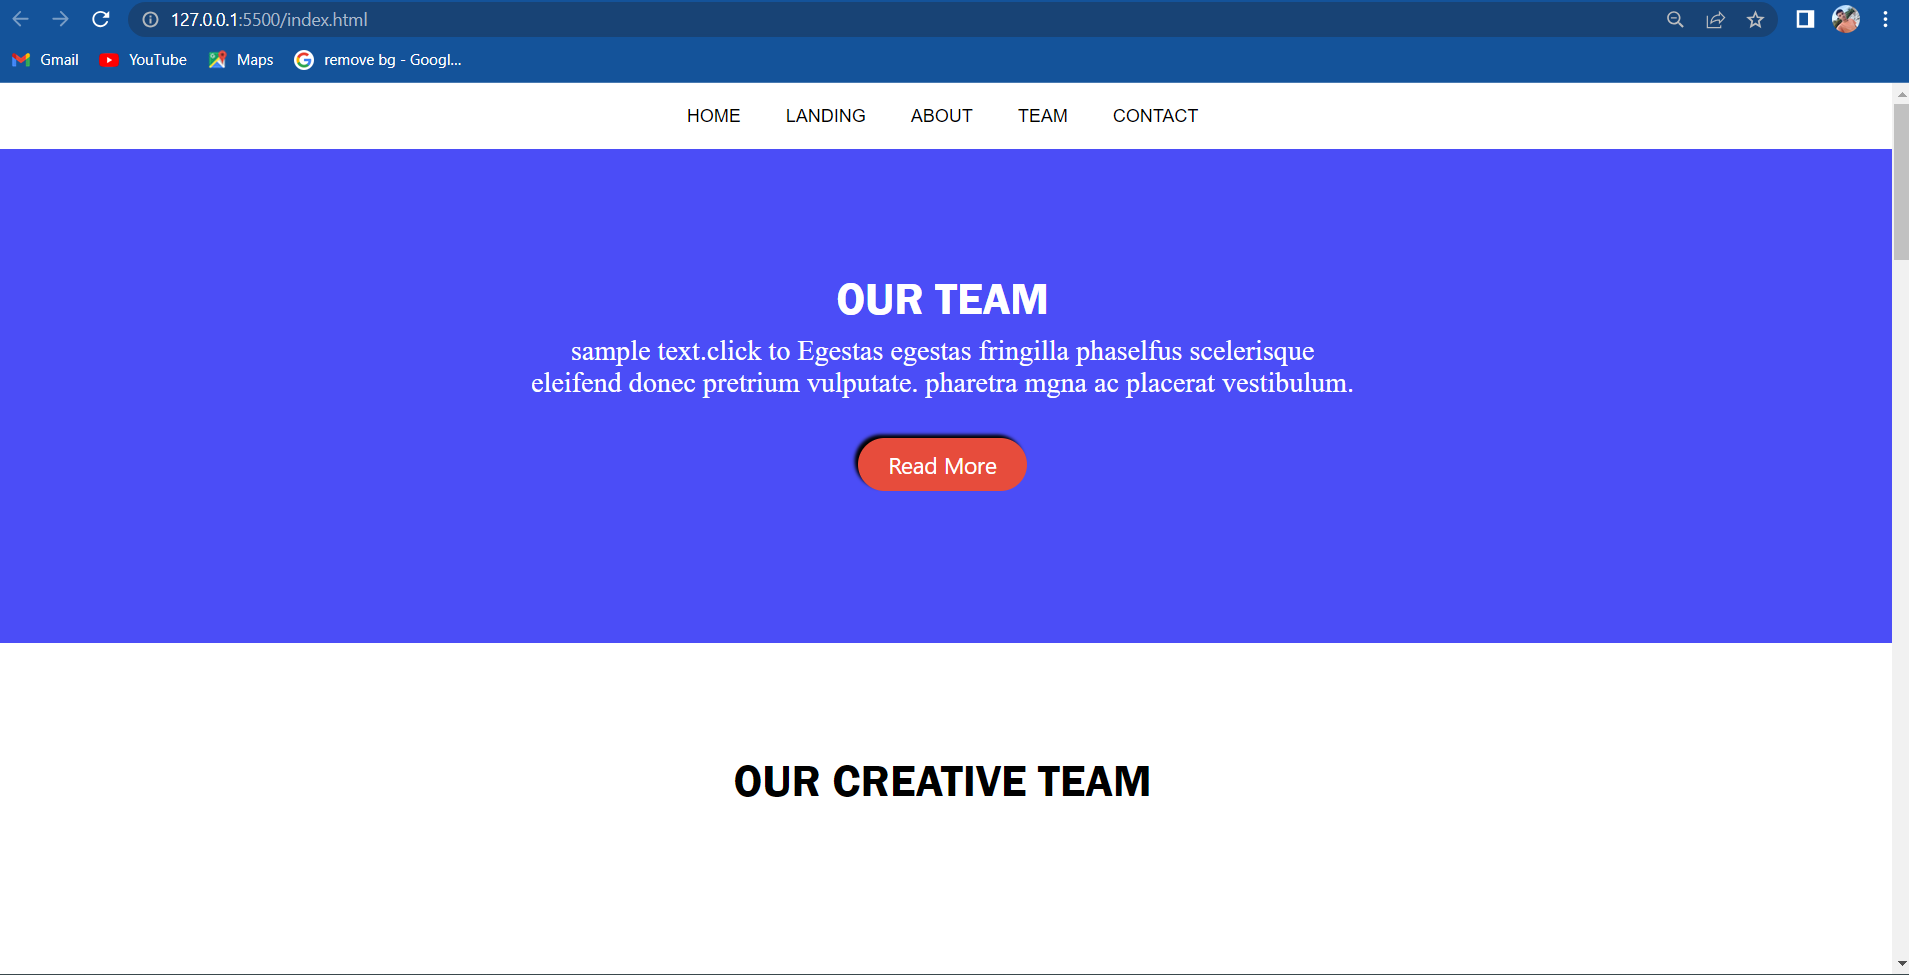 127.0.0.1:5500/index.html
Gmail YouTube Maps remove bg - Googl...
HOME LANDING ABOUT TEAM CONTACT
OUR TEAM
sample text.click to Egestas egestas fringilla phaselfus scelerisque
eleifend donec pretrium vulputate. pharetra mgna ac placerat vestibulum.
Read More
OUR CREATIVE TEAM